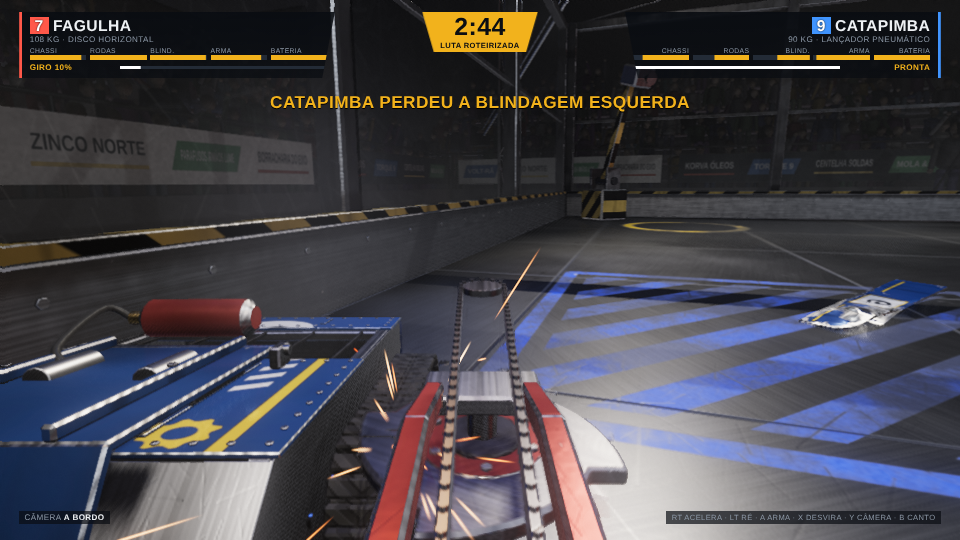 7 FAGULHA
108 KG · DISCO HORIZONTAL
CHASSI RODAS BLIND. ARMA BATERIA
GIRO 10%
2:44
LUTA ROTEIRIZADA
9 CATAPIMBA
90 KG · LANÇADOR PNEUMÁTICO
CHASSI RODAS BLIND. ARMA BATERIA
PRONTA
CATAPIMBA PERDEU A BLINDAGEM ESQUERDA
ZINCO NORTE
KORVA ÓLEOS
CENTELHA SOLDAS
NOLA A
CÂMERA A BORDO
RT ACELERA · LT RÉ · A ARMA · X DESVIRA · Y CÂMERA · B CANTO